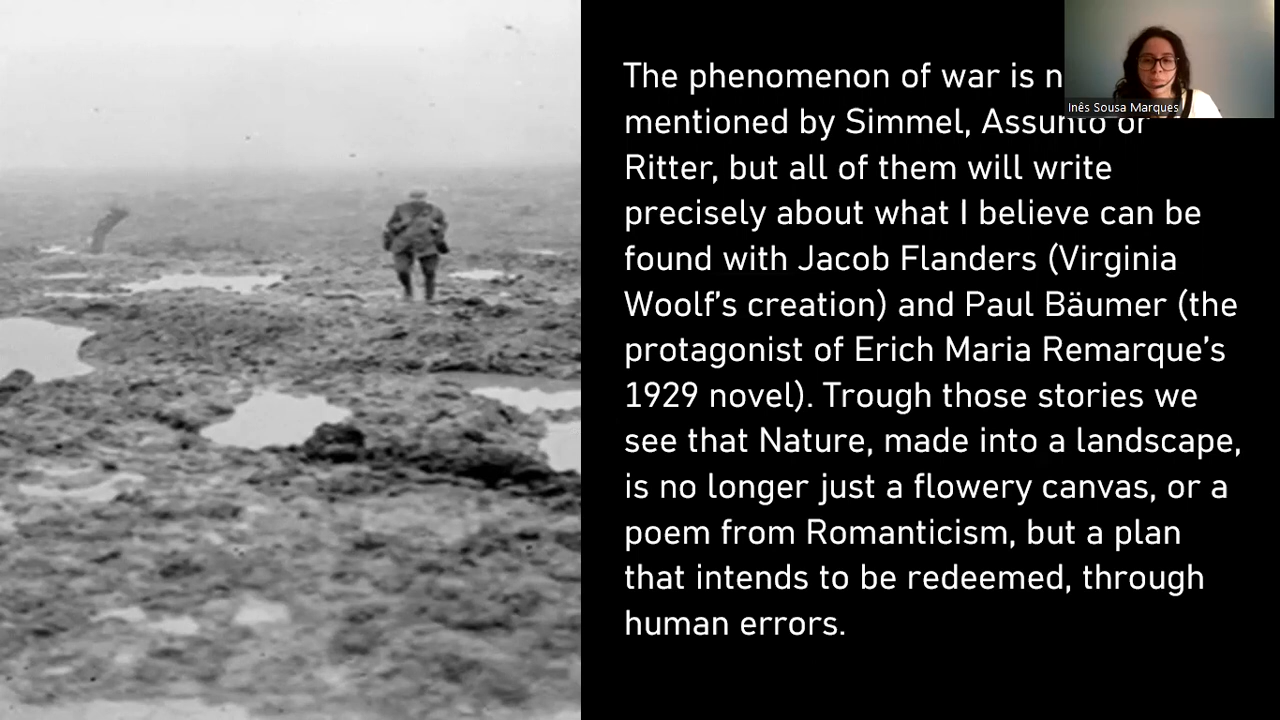 The phenomenon of war is
mentioned by Simmel, Assunto or
Ritter, but all of them will write
precisely about what I believe can be
found with Jacob Flanders (Virginia
Woolf’s creation) and Paul Bäumer (the
protagonist of Erich Maria Remarque’s
1929 novel). Trough those stories we
see that Nature, made into a landscape,
is no longer just a flowery canvas, or a
poem from Romanticism, but a plan
that intends to be redeemed, through
human errors.
Inês Sousa Marques